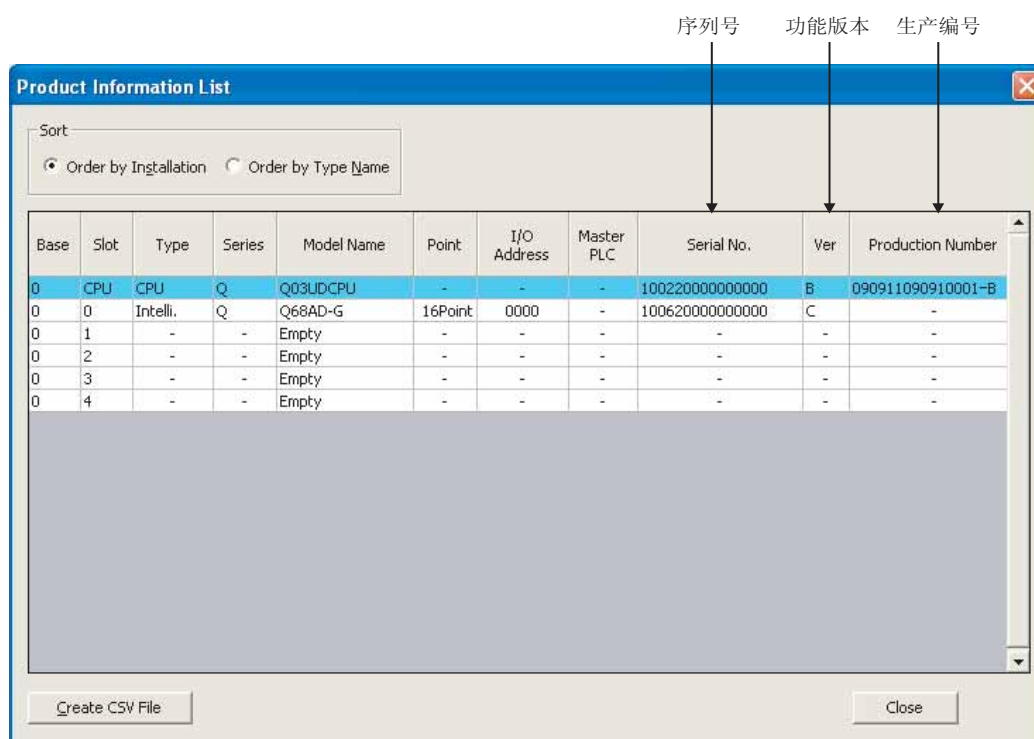 序列号 功能版本 生产编号
Product Information List
Sort
Order by Installation Order by Type Name
Base Slot Type Series Model Name Point I/O Address Master PLC Serial No. Ver Production Number
0 CPU CPU Q Q03UDCPU - - - 100220000000000 B 090911090910001-B
0 0 Intelli. Q Q68AD-G 16Point 0000 - 100620000000000 C -
0 1 - - Empty - - - - - -
0 2 - - Empty - - - - - -
0 3 - - Empty - - - - - -
0 4 - - Empty - - - - - -
Create CSV File Close